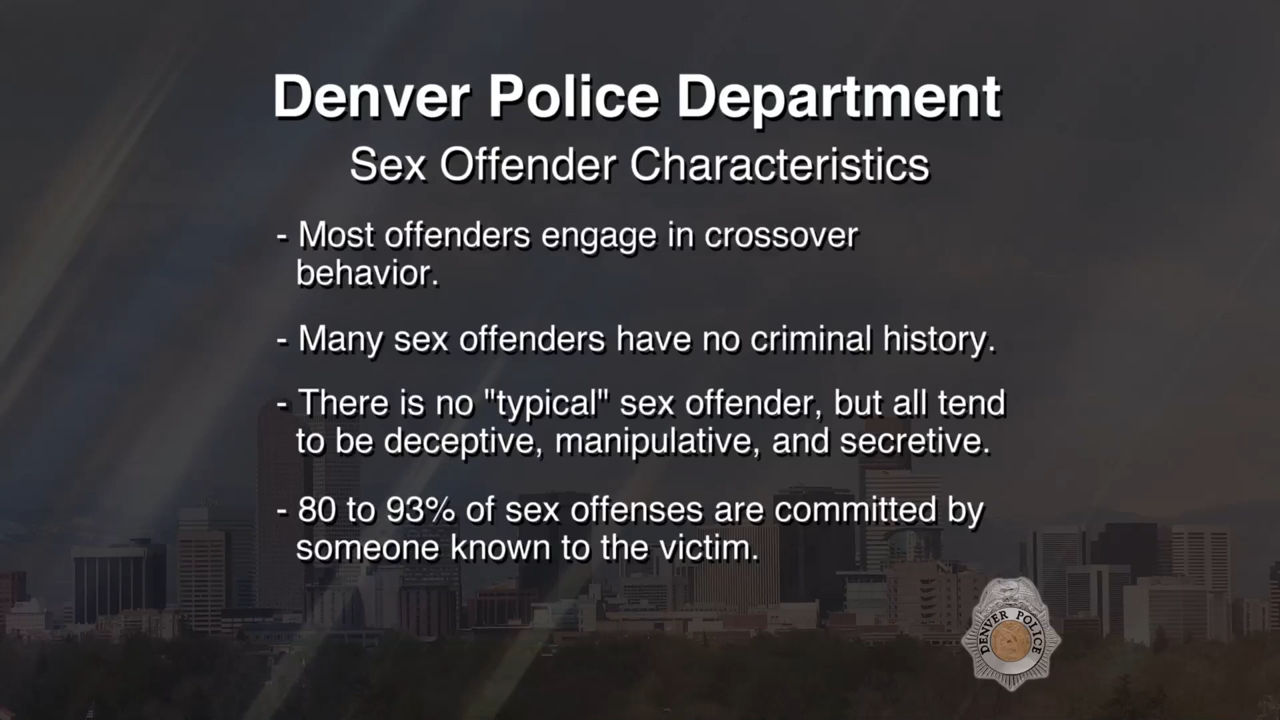 Denver Police Department
Sex Offender Characteristics
- Most offenders engage in crossover
behavior.
- Many sex offenders have no criminal history.
- There is no "typical" sex offender, but all tend
to be deceptive, manipulative, and secretive.
- 80 to 93% of sex offenses are committed by
someone known to the victim.
DENVER POLICE